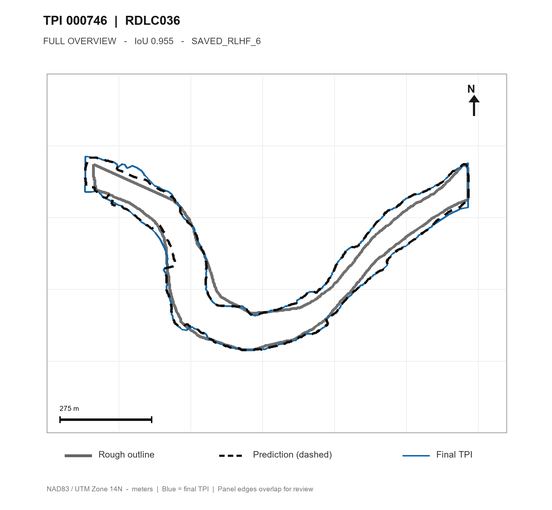 TPI 000746 | RDLC036
FULL OVERVIEW - IoU 0.955 - SAVED_RLHF_6
N
275 m
Rough outline
Prediction (dashed)
Final TPI
NAD83 / UTM Zone 14N - meters | Blue = final TPI | Panel edges overlap for review